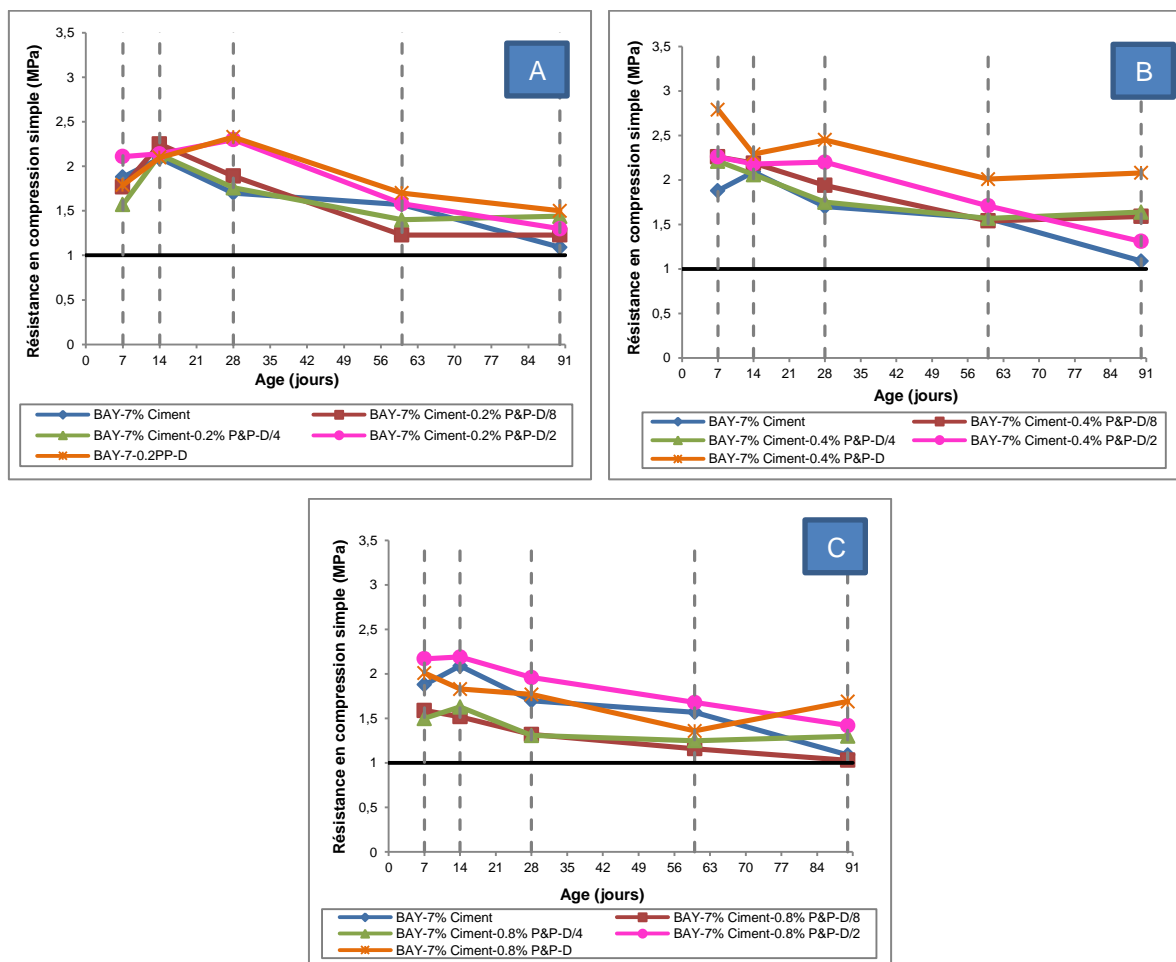 A
Résistance en compression simple (MPa)
3,5
3
2,5
2
1,5
1
0,5
0
0 7 14 21 28 35 42 49 56 63 70 77 84 91
Age (jours)
BAY-7% Ciment
BAY-7% Ciment-0.2% P&P-D/8
BAY-7% Ciment-0.2% P&P-D/4
BAY-7% Ciment-0.2% P&P-D/2
BAY-7-0.2PP-D
B
Résistance en compression simple (MPa)
3,5
3
2,5
2
1,5
1
0,5
0
0 7 14 21 28 35 42 49 56 63 70 77 84 91
Age (jours)
BAY-7% Ciment
BAY-7% Ciment-0.4% P&P-D/8
BAY-7% Ciment-0.4% P&P-D/4
BAY-7% Ciment-0.4% P&P-D/2
BAY-7% Ciment-0.4% P&P-D
C
Résistance en compression simple (MPa)
3,5
3
2,5
2
1,5
1
0,5
0
0 7 14 21 28 35 42 49 56 63 70 77 84 91
Age (jours)
BAY-7% Ciment
BAY-7% Ciment-0.8% P&P-D/8
BAY-7% Ciment-0.8% P&P-D/4
BAY-7% Ciment-0.8% P&P-D/2
BAY-7% Ciment-0.8% P&P-D